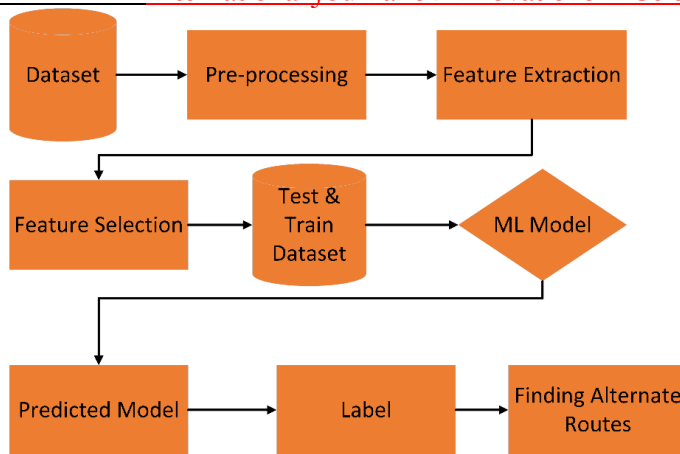 Dataset
Pre-processing
Feature Extraction
Feature Selection
Test &
Train
Dataset
ML Model
Predicted Model
Label
Finding Alternate
Routes